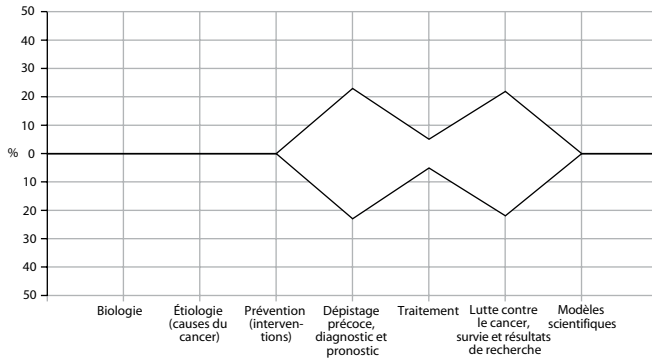 50
40
30
20
10
% 0
10
20
30
40
50
Biologie
Étiologie
(causes du
cancer)
Prévention
(interven-
tions)
Dépistage
précoce,
diagnostic et
pronostic
Traitement
Lutte contre
le cancer,
survie et résultats
de recherche
Modèles
scientifiques